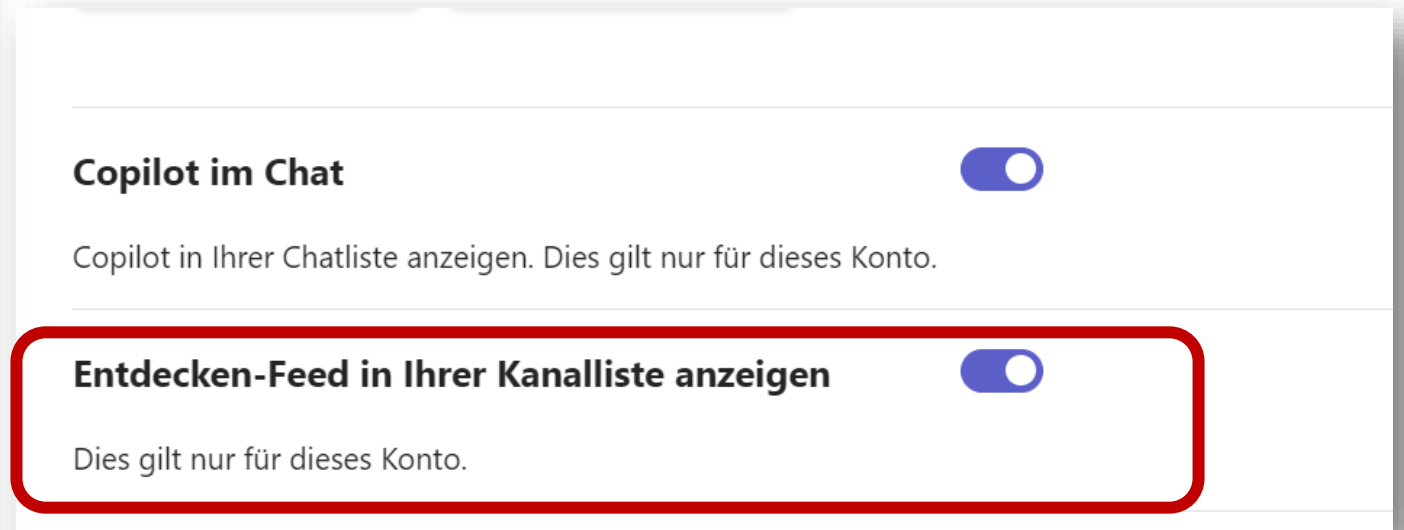 Copilot im Chat
Copilot in Ihrer Chatliste anzeigen. Dies gilt nur für dieses Konto.
Entdecken-Feed in Ihrer Kanalliste anzeigen
Dies gilt nur für dieses Konto.